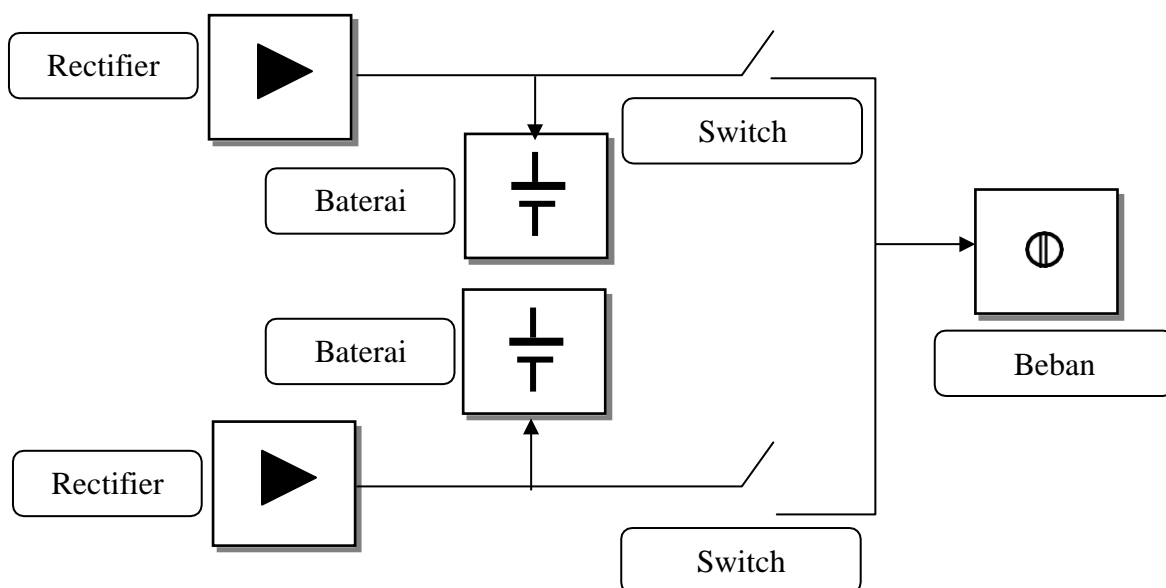 Rectifier
Switch
Baterai
Baterai
Beban
Rectifier
Switch